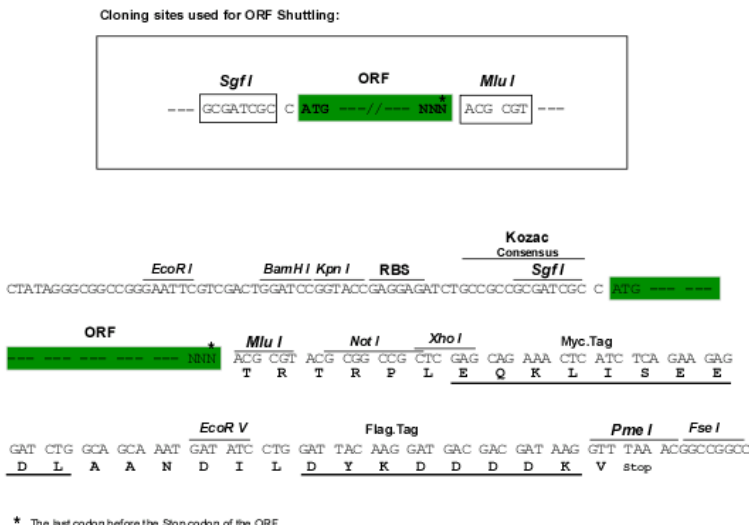 Cloning sites used for ORF Shuttling:
Sgf I ORF Mlu I
--- GCGATCGC C ATG ---//--- NNN* ACG CGT ---
Kozac
Consensus
EcoR I BamH I Kpn I RBS Sgf I
CTATAGGGCGGCCGGGAATTCGTCGACTGGATCCGGTACCGAGGAGATCTGCCGCCGCGATCGC C ATG --- ---
ORF Mlu I Not I Xho I Myc.Tag
--- --- --- --- --- --- NNN* ACG CGT ACG CGG CCG CTC GAG CAG AAA CTC ATC TCA GAA GAG
T R T R P L E Q K L I S E E
EcoR V Flag.Tag Pme I Fse I
GAT CTG GCA GCA AAT GAT ATC CTG GAT TAC AAG GAT GAC GAC GAT AAG GTT TAA ACGGCCGGCC
D L A A N D I L D Y K D D D D K V Stop
* The last codon before the Stop codon of the ORF